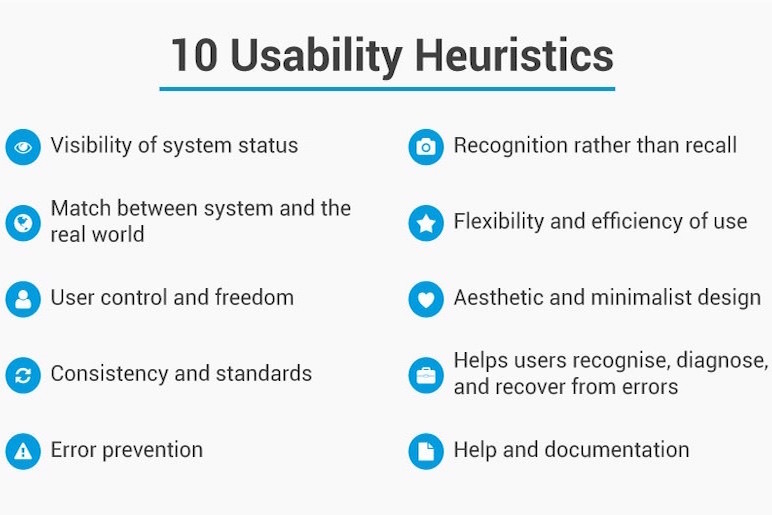 10 Usability Heuristics
Visibility of system status
Match between system and the
real world
User control and freedom
Consistency and standards
Error prevention
Recognition rather than recall
Flexibility and efficiency of use
Aesthetic and minimalist design
Helps users recognise, diagnose,
and recover from errors
Help and documentation